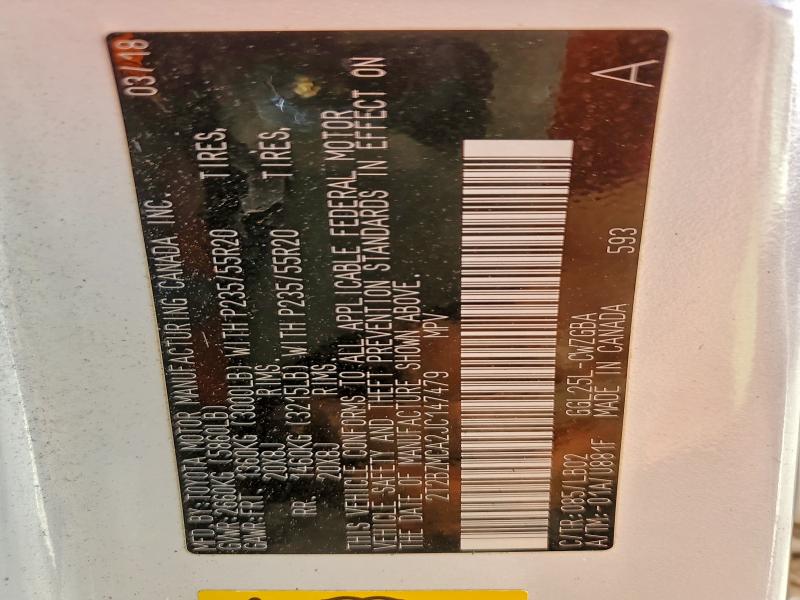 MFD. BY: TOYOTA MOTOR MANUFACTURING CANADA INC. 03/18
GVWR: 2660KG (5860LB)
GAWR: FRT. 1360KG (3000LB) WITH P235/55R20 TIRES,
20X8J RIMS,
RR. 1460KG (3215LB) WITH P235/55R20 TIRES,
20X8J RIMS.
THIS VEHICLE CONFORMS TO ALL APPLICABLE FEDERAL MOTOR
VEHICLE SAFETY AND THEFT PREVENTION STANDARDS IN EFFECT ON
THE DATE OF MANUFACTURE SHOWN ABOVE.
2T2BZMCA2JC147479 MPV
C/TR: 085/LB02 GGL25L-CWZGBA
A/TM: -01A/U881F MADE IN CANADA 593 A